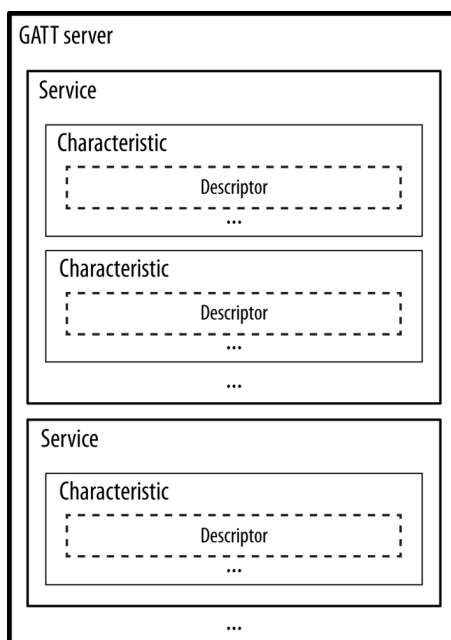 GATT server
Service
Characteristic
Descriptor
...
Characteristic
Descriptor
...
...
Service
Characteristic
Descriptor
...
...